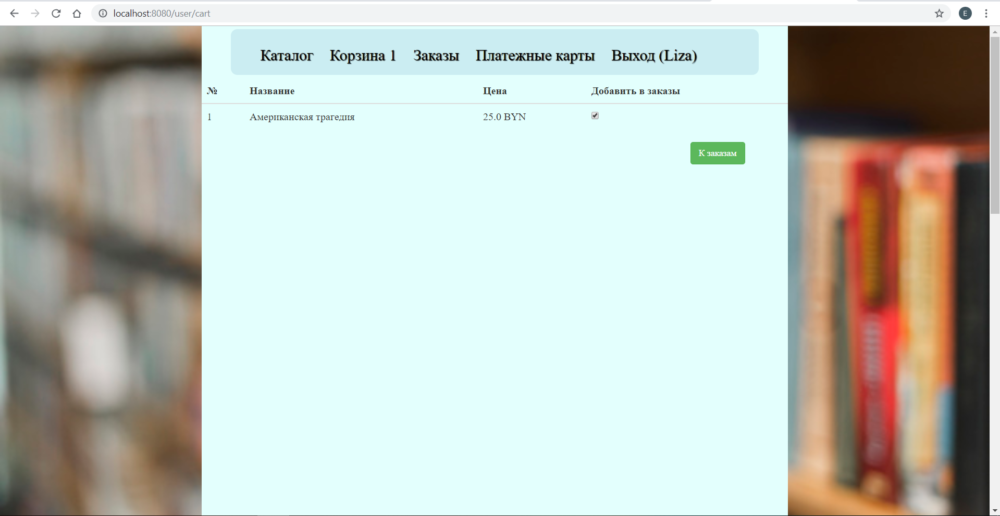 localhost:8080/user/cart
E
Каталог Корзина 1 Заказы Платежные карты Выход (Liza)
№ Название Цена Добавить в заказы
1 Американская трагедия 25.0 BYN
К заказам